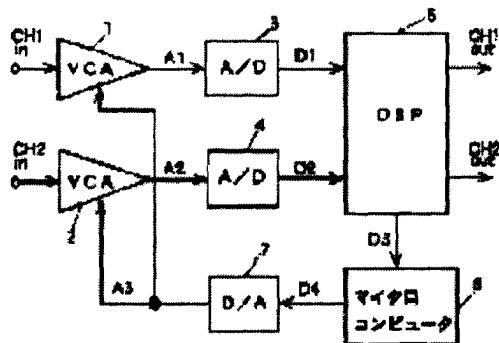 CH1
in
1
VCA
A1
3
A/D
D1
5
DSP
CH1
out
CH2
in
VCA
2
A2
4
A/D
D2
CH2
out
D3
A3
7
D/A
D4
マイクロ
コンピュータ
6